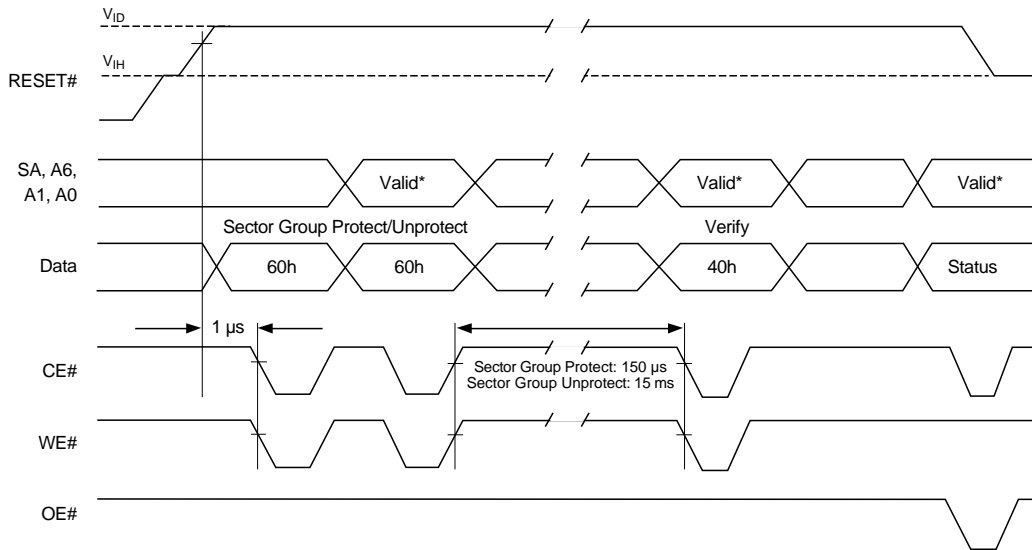 VID
VIH
RESET#
SA, A6,
A1, A0
Valid*
Valid*
Valid*
Sector Group Protect/Unprotect
Verify
Data
60h
60h
40h
Status
1 µs
CE#
Sector Group Protect: 150 µs
Sector Group Unprotect: 15 ms
WE#
OE#